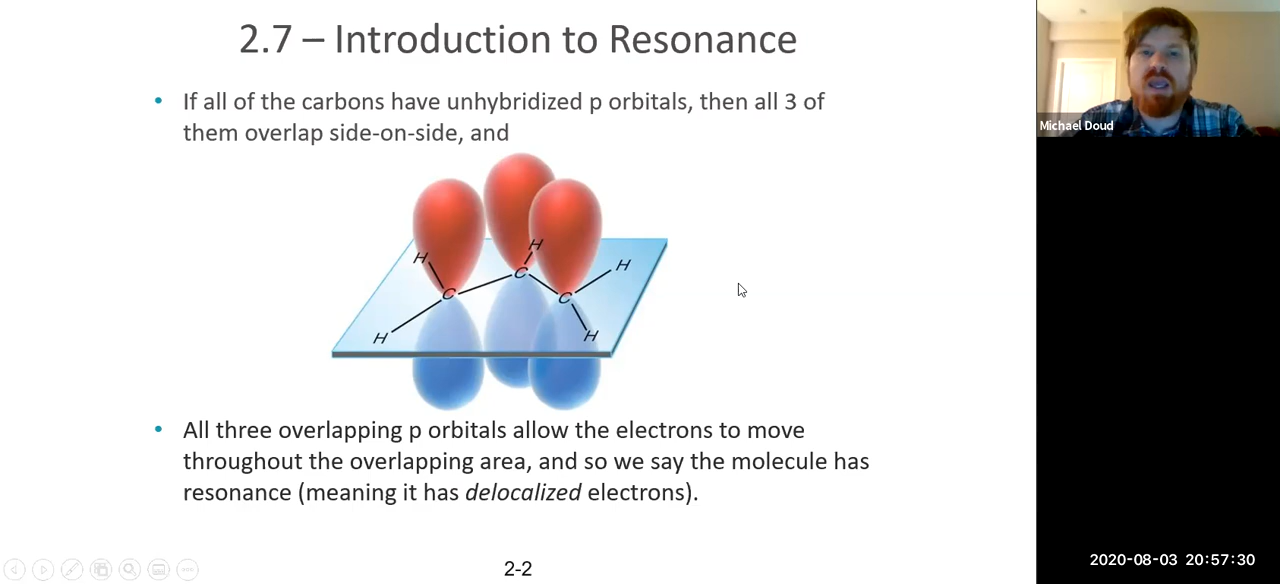 2.7 – Introduction to Resonance
• If all of the carbons have unhybridized p orbitals, then all 3 of
them overlap side-on-side, and
H
H
H
C
C
C
H
H
• All three overlapping p orbitals allow the electrons to move
throughout the overlapping area, and so we say the molecule has
resonance (meaning it has delocalized electrons).
2-2
Michael Doud
2020-08-03 20:57:30